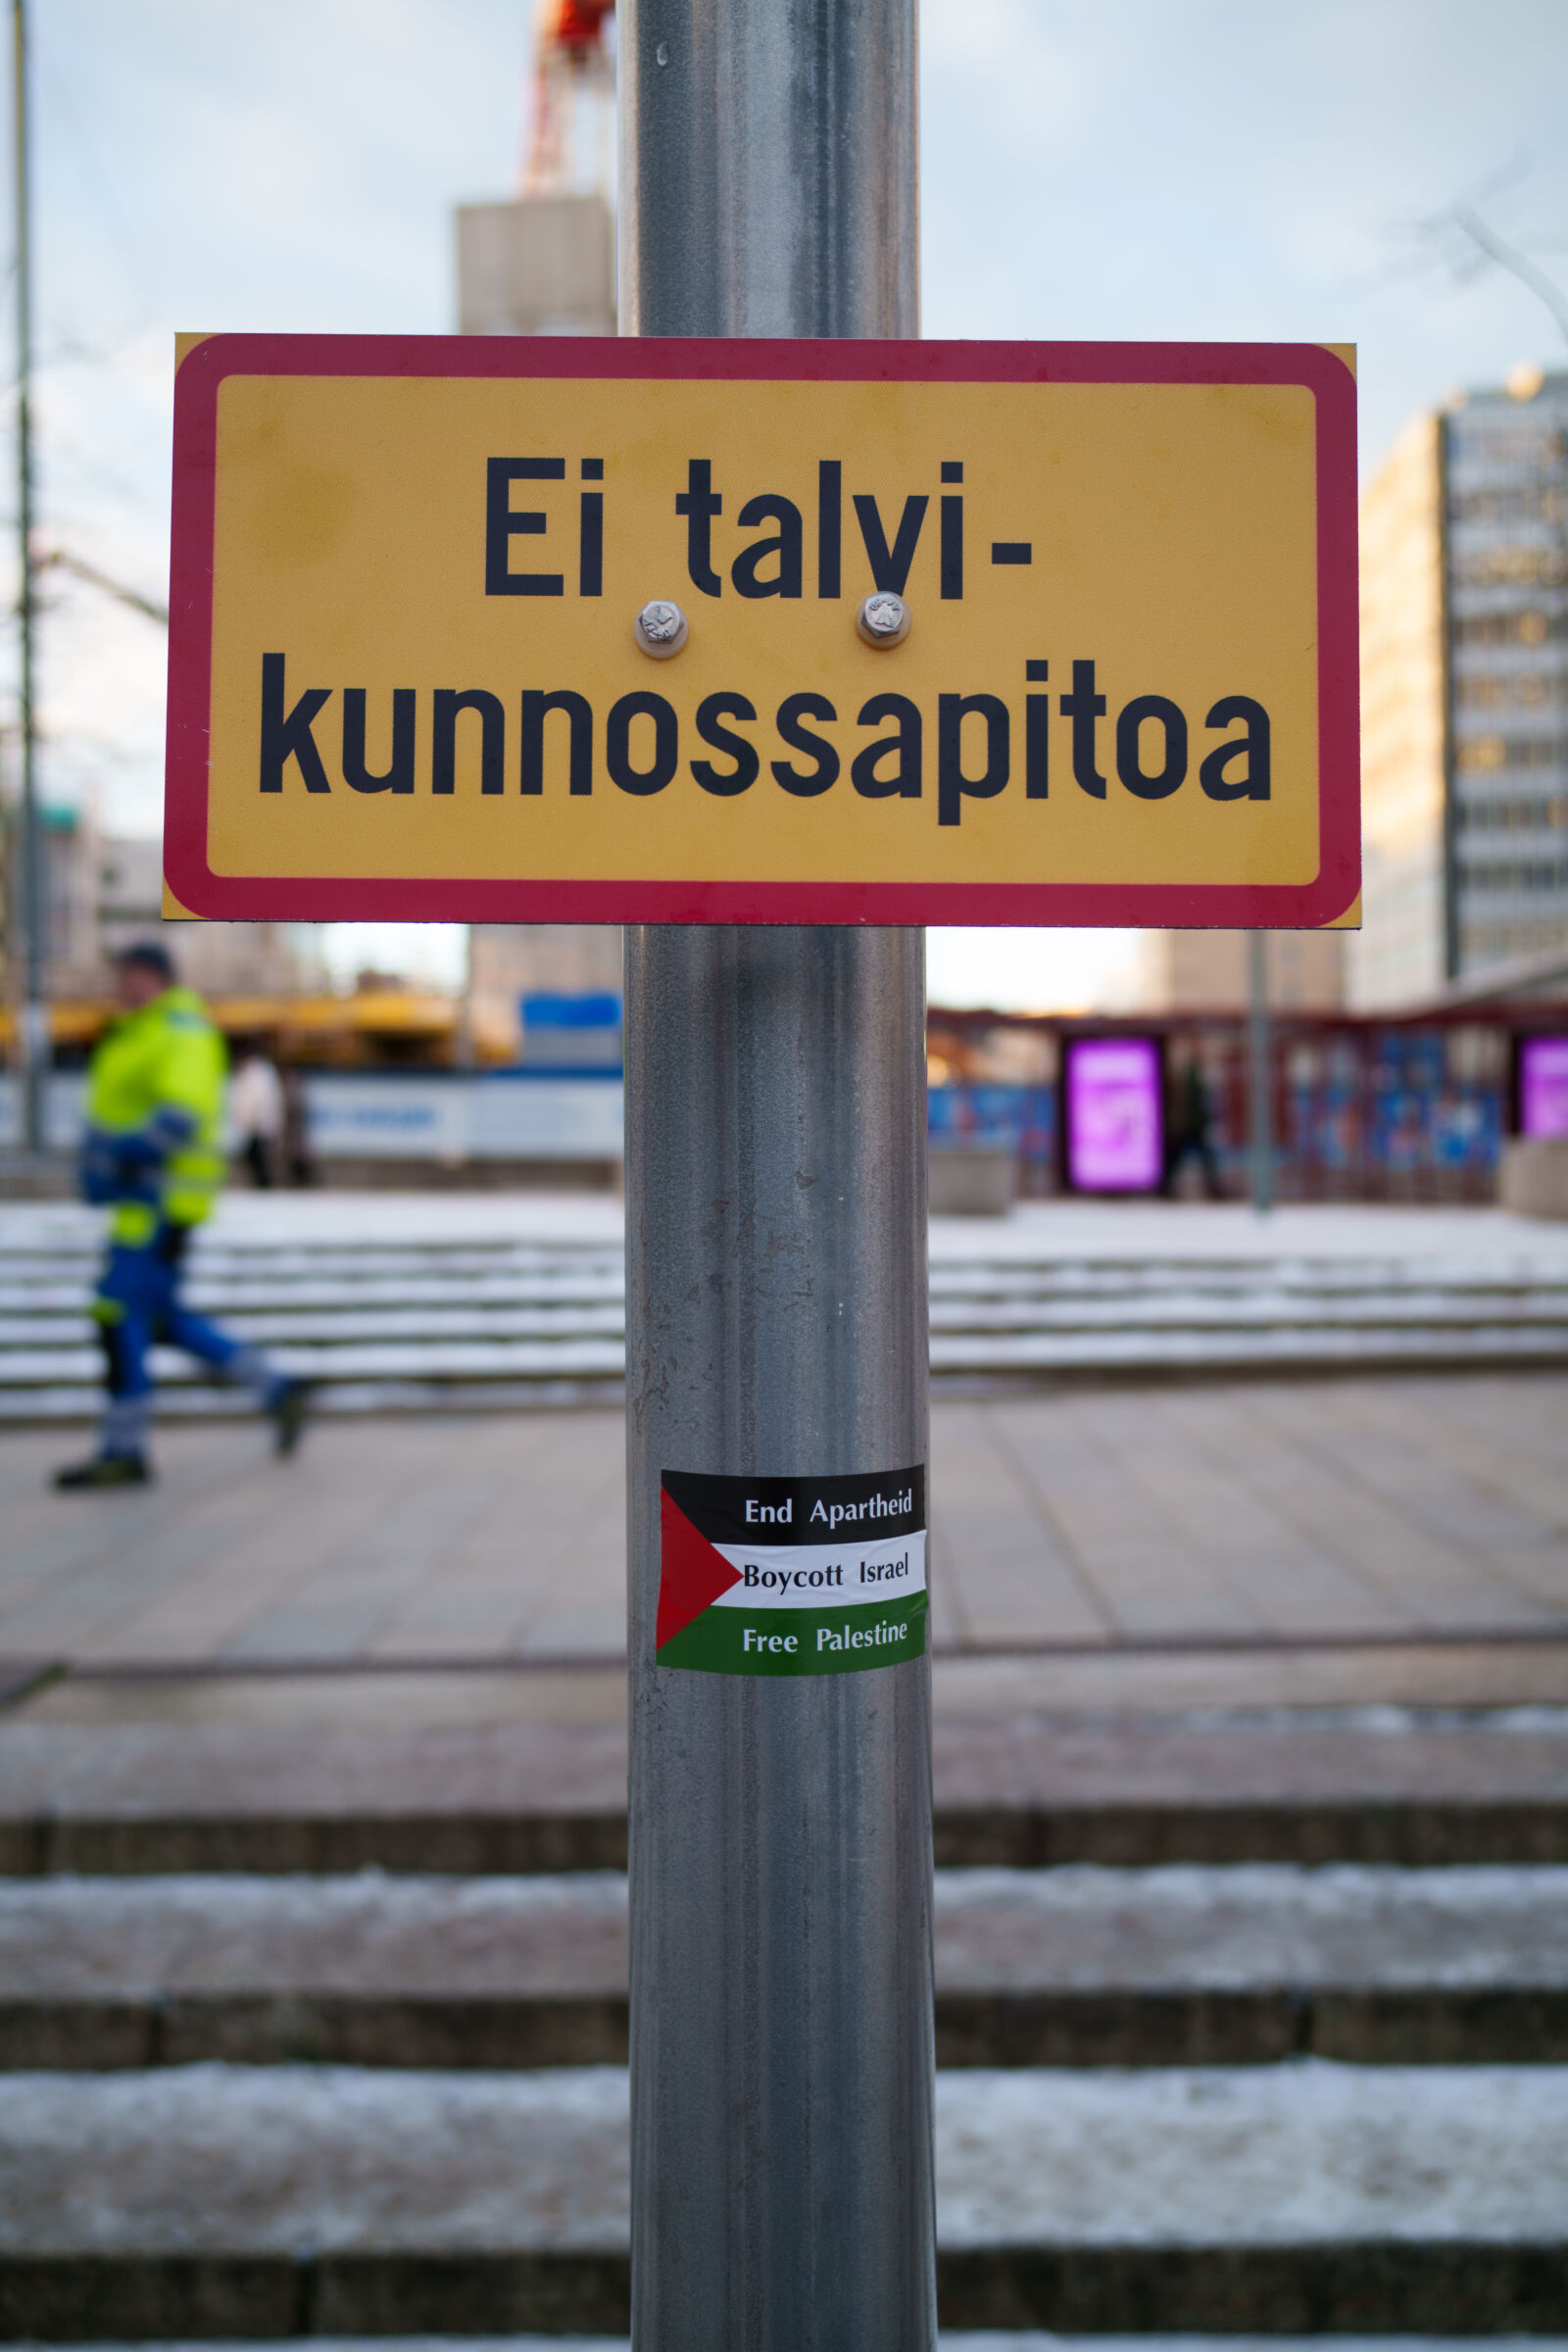 Ei talvi-
kunnossapitoa
End Apartheid
Boycott Israel
Free Palestine